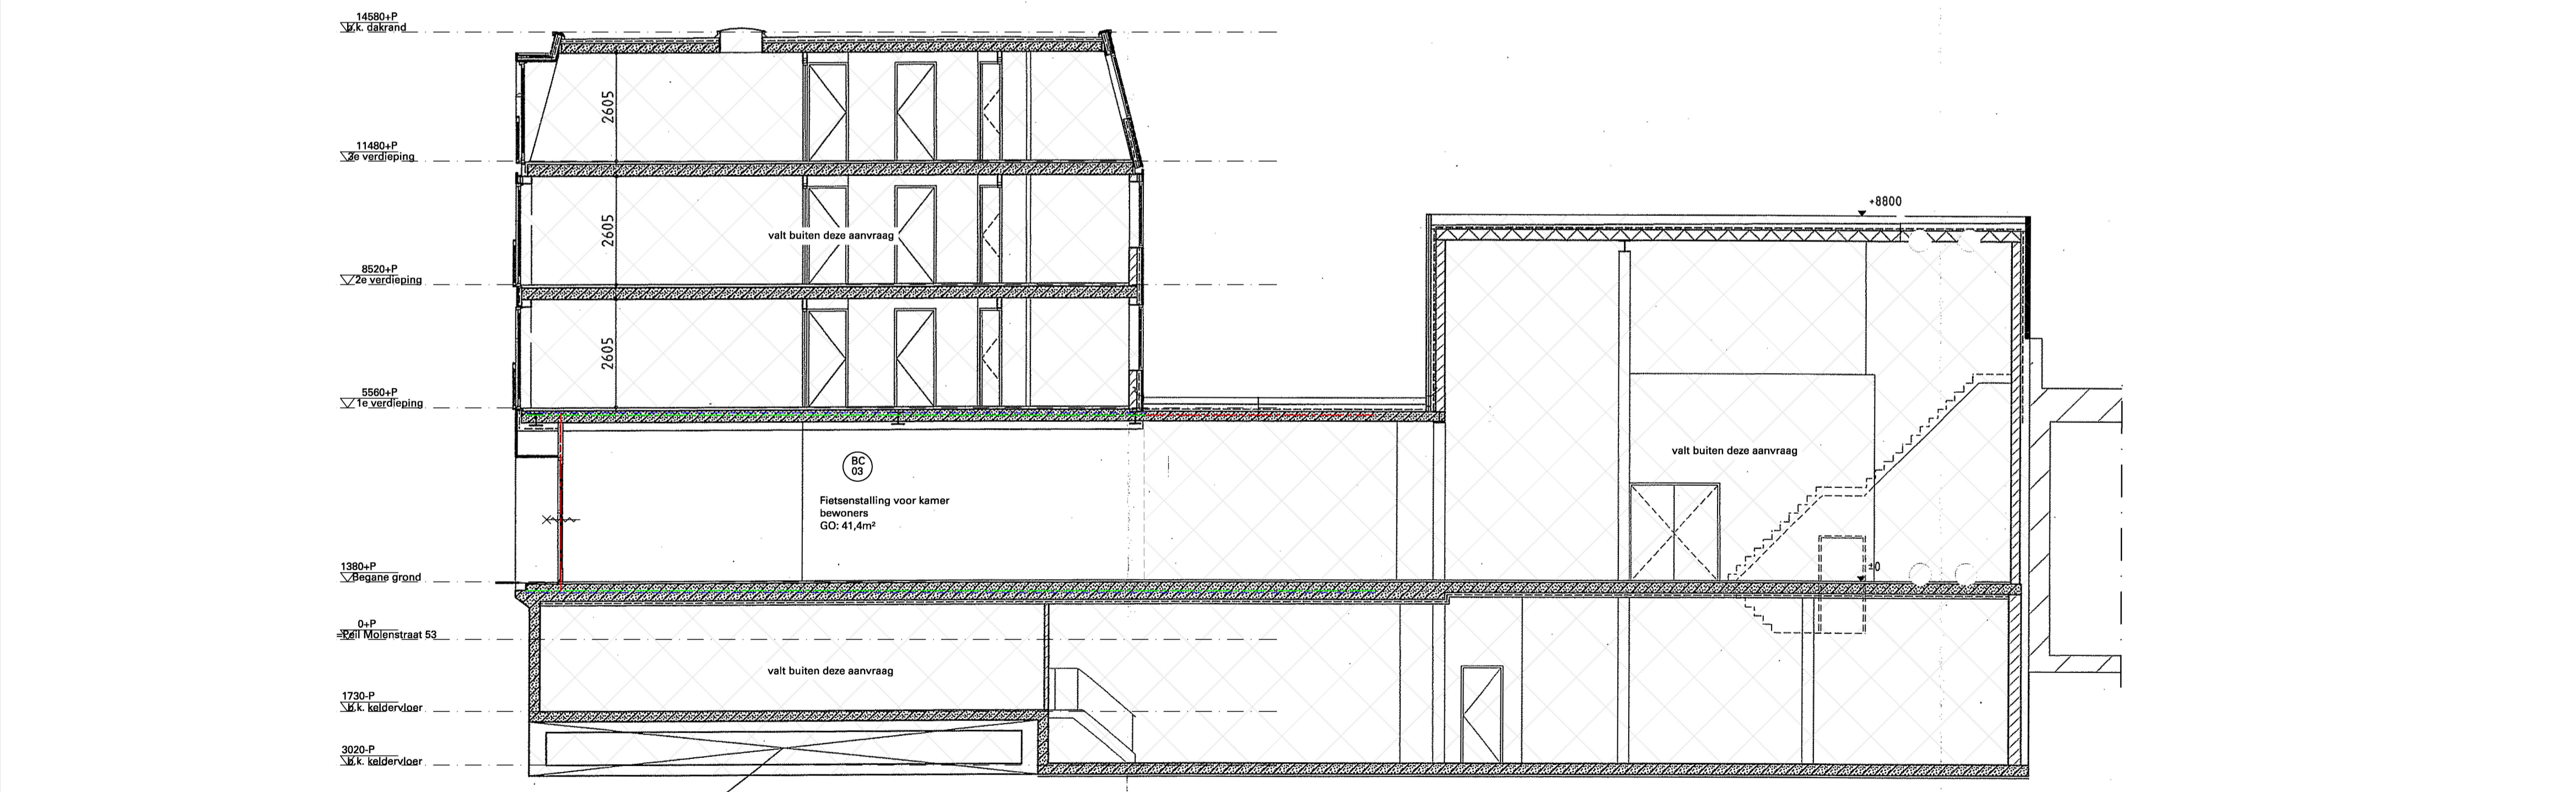 14580+P
b.k. dakrand
2605
11480+P
3e verdieping
2605
valt buiten deze aanvraag
+8800
8520+P
2e verdieping
2605
5560+P
1e verdieping
valt buiten deze aanvraag
BC
03
Fietsenstalling voor kamer
bewoners
GO: 41,4m²
1380+P
Begane grond
±0
0+P
=Peil Molenstraat 53
valt buiten deze aanvraag
1730-P
b.k. keldervloer
3020-P
b.k. keldervloer